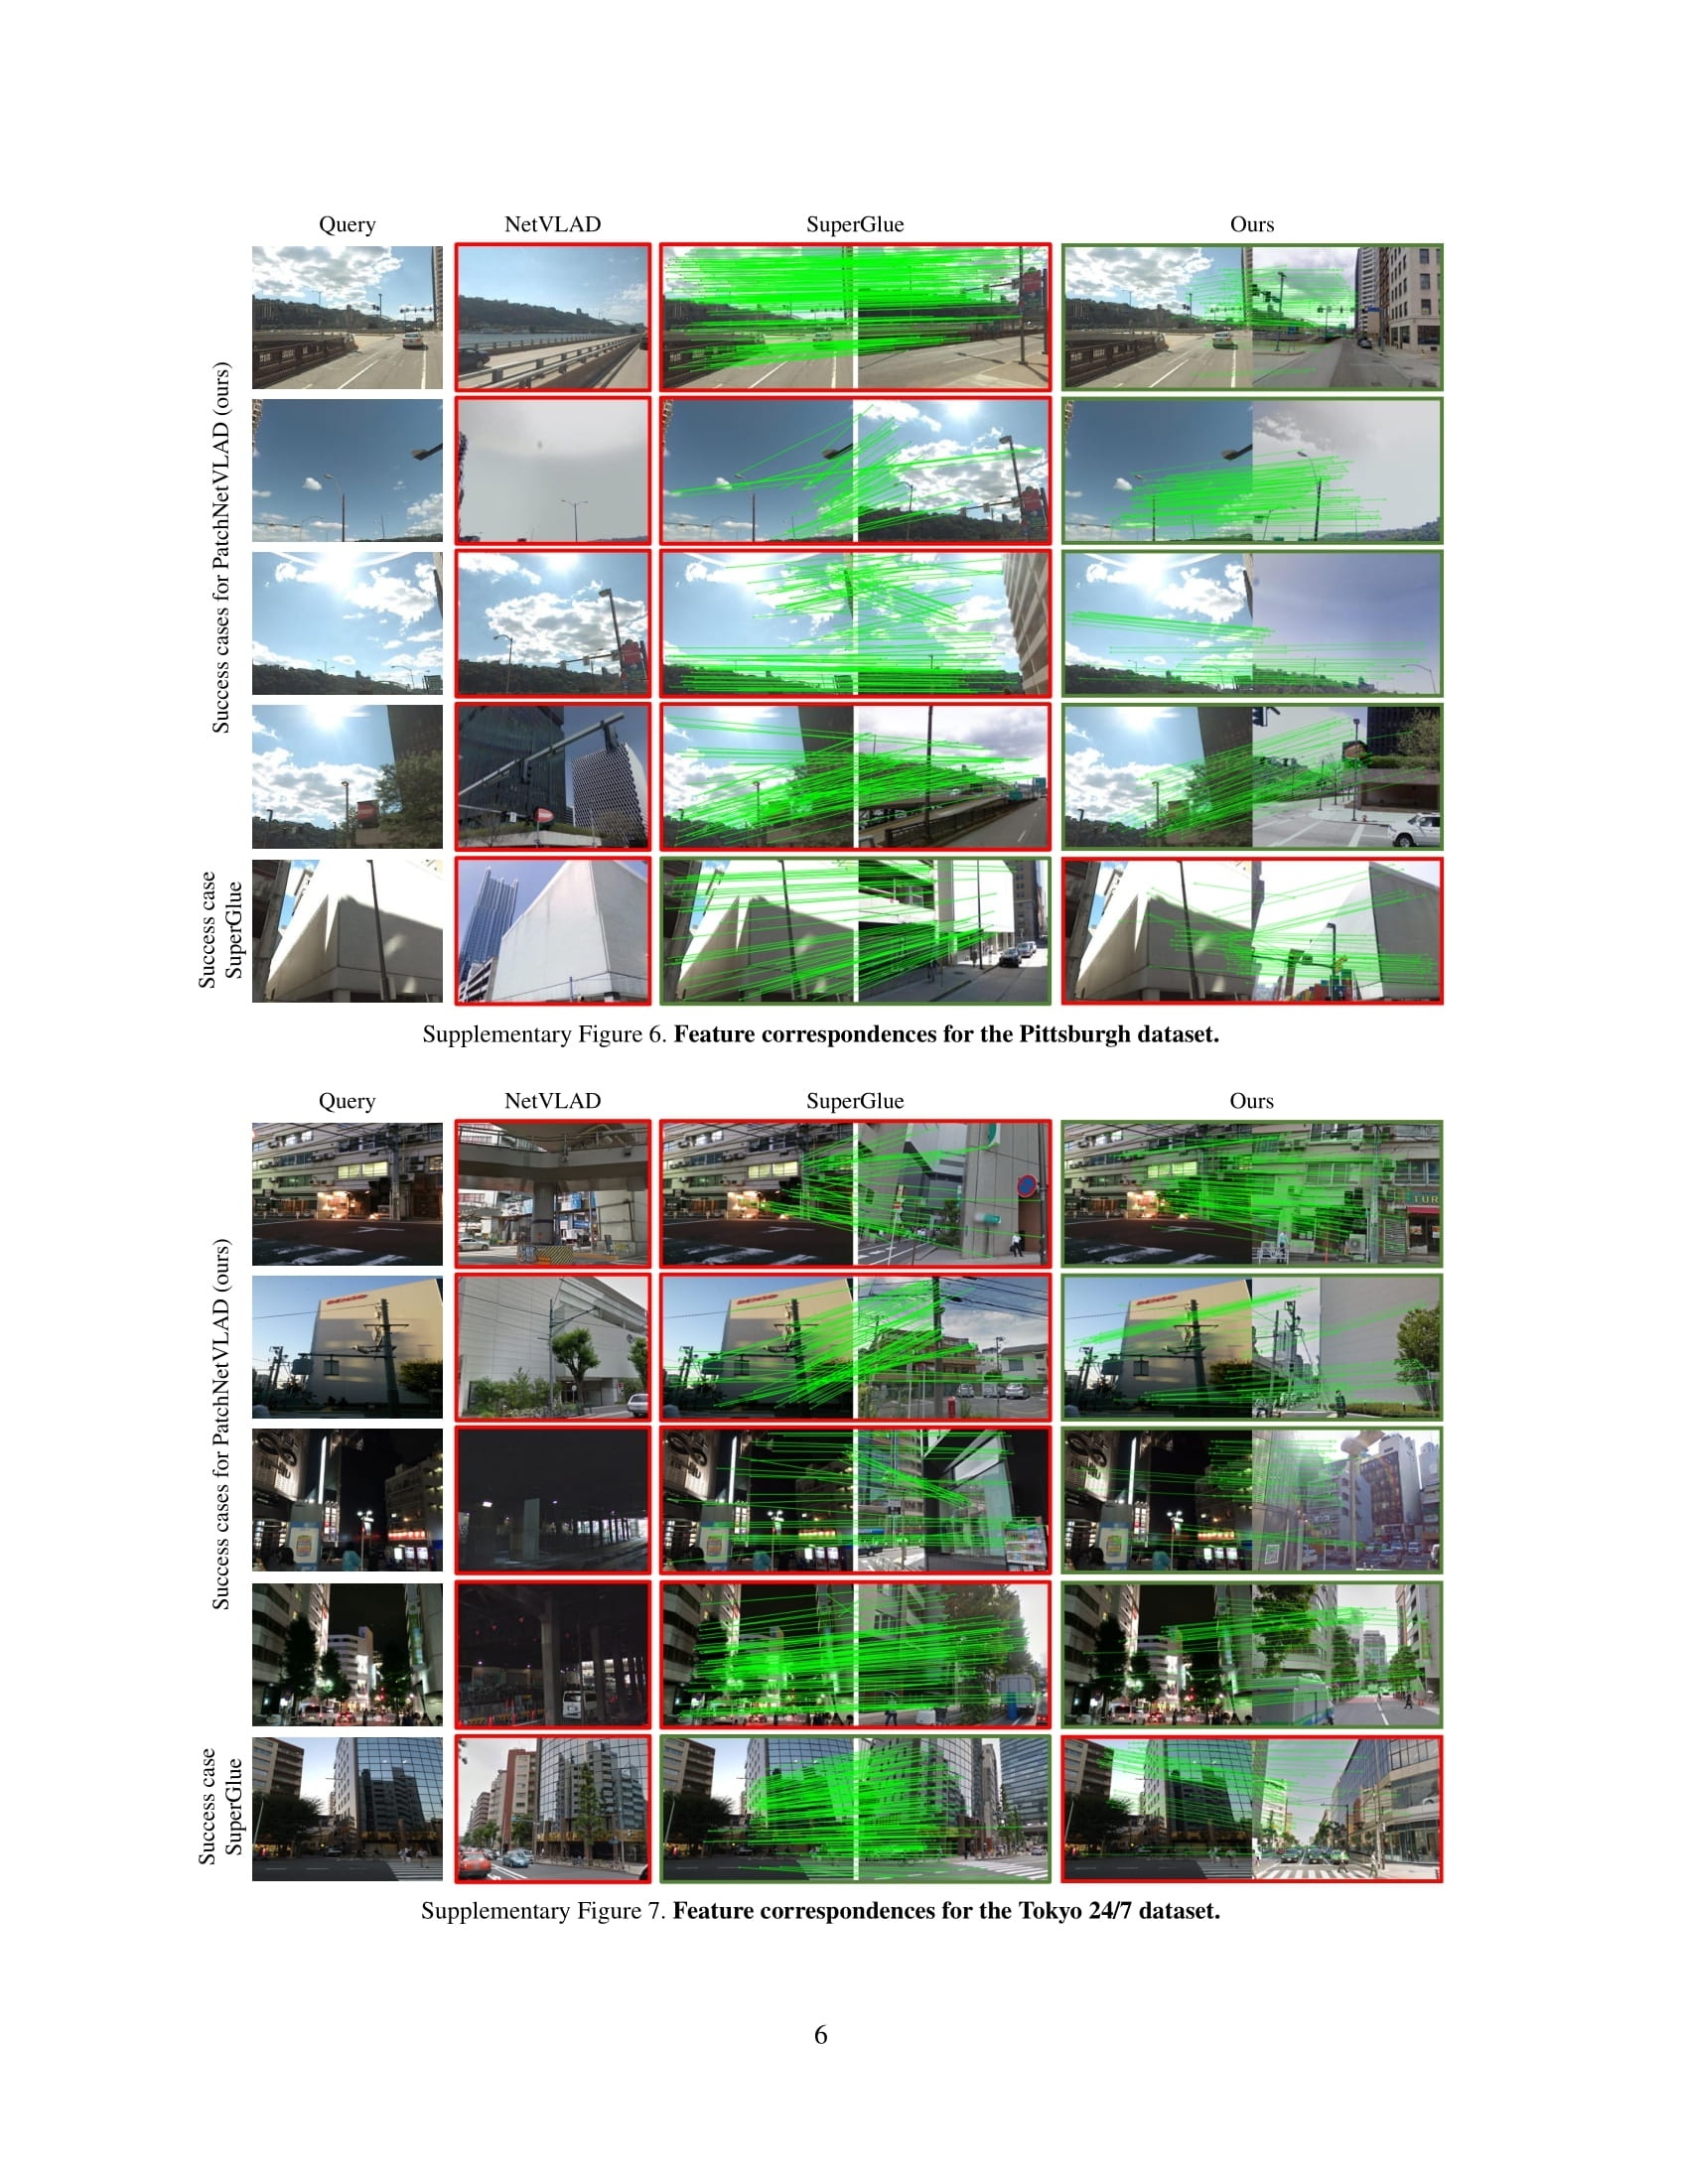 Query NetVLAD SuperGlue Ours
Success cases for PatchNetVLAD (ours)
Success case
SuperGlue
Supplementary Figure 6. Feature correspondences for the Pittsburgh dataset.
Query NetVLAD SuperGlue Ours
Success cases for PatchNetVLAD (ours)
TUR
Success case
SuperGlue
Supplementary Figure 7. Feature correspondences for the Tokyo 24/7 dataset.
6